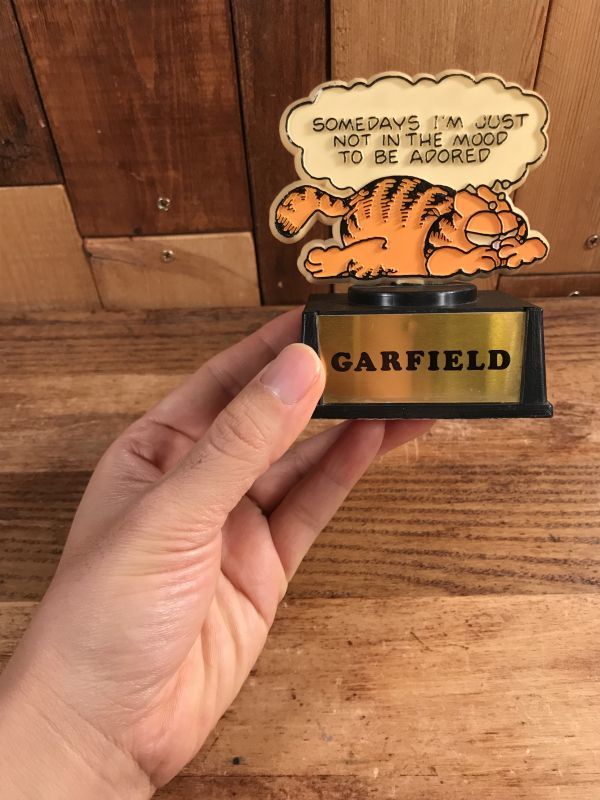 SOMEDAYS I'M JUST
NOT IN THE MOOD
TO BE ADORED
GARFIELD